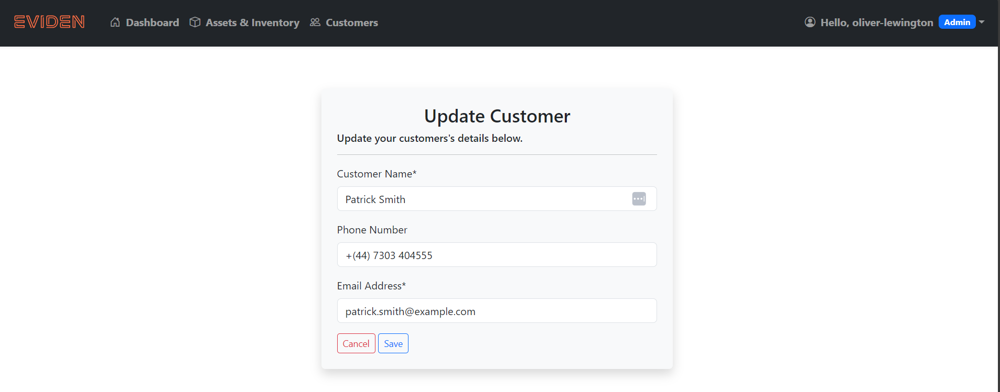 EVIDEN Dashboard Assets & Inventory Customers Hello, oliver-lewington Admin
Update Customer
Update your customers's details below.
Customer Name*
Patrick Smith
Phone Number
+(44) 7303 404555
Email Address*
patrick.smith@example.com
Cancel Save